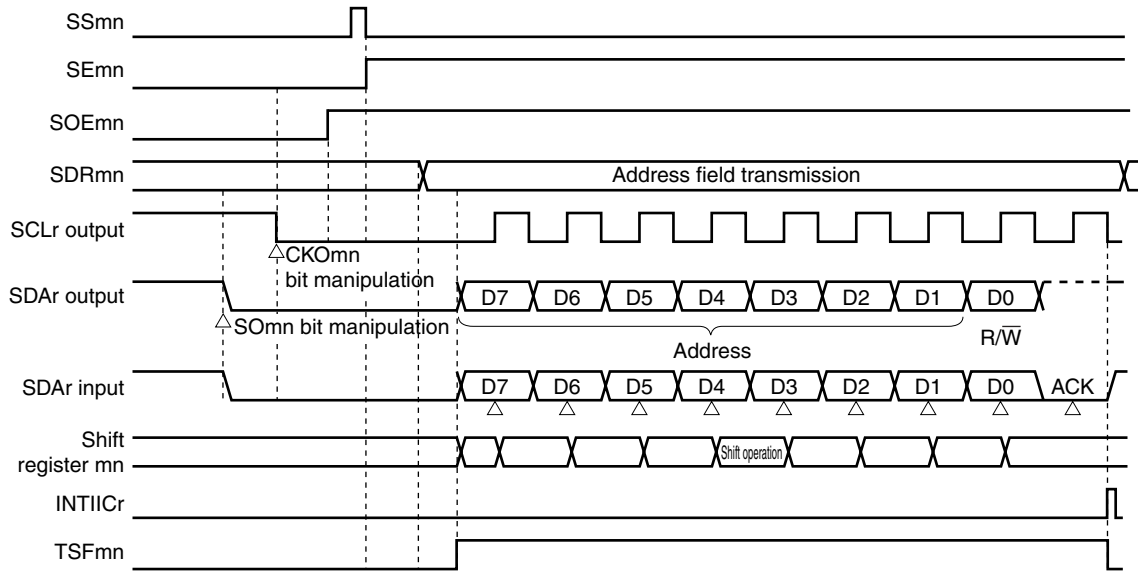 SSmn
SEmn
SOEmn
SDRmn
Address field transmission
SCLr output
CKOmn
bit manipulation
SDAr output
D7 D6 D5 D4 D3 D2 D1 D0
SOmn bit manipulation
Address
R/W̅
SDAr input
D7 D6 D5 D4 D3 D2 D1 D0 ACK
Shift
register mn
Shift operation
INTIICr
TSFmn